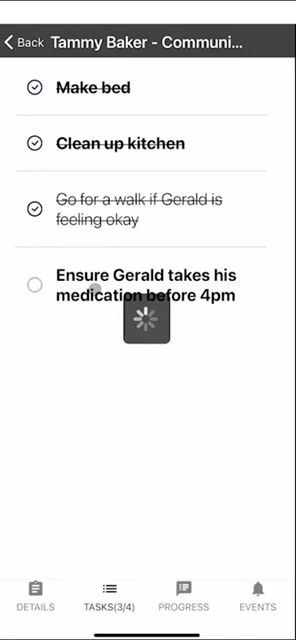 Back Tammy Baker - Communi...
Make bed
Clean up kitchen
Go for a walk if Gerald is
feeling okay
Ensure Gerald takes his
medication before 4pm
DETAILS TASKS(3/4) PROGRESS EVENTS